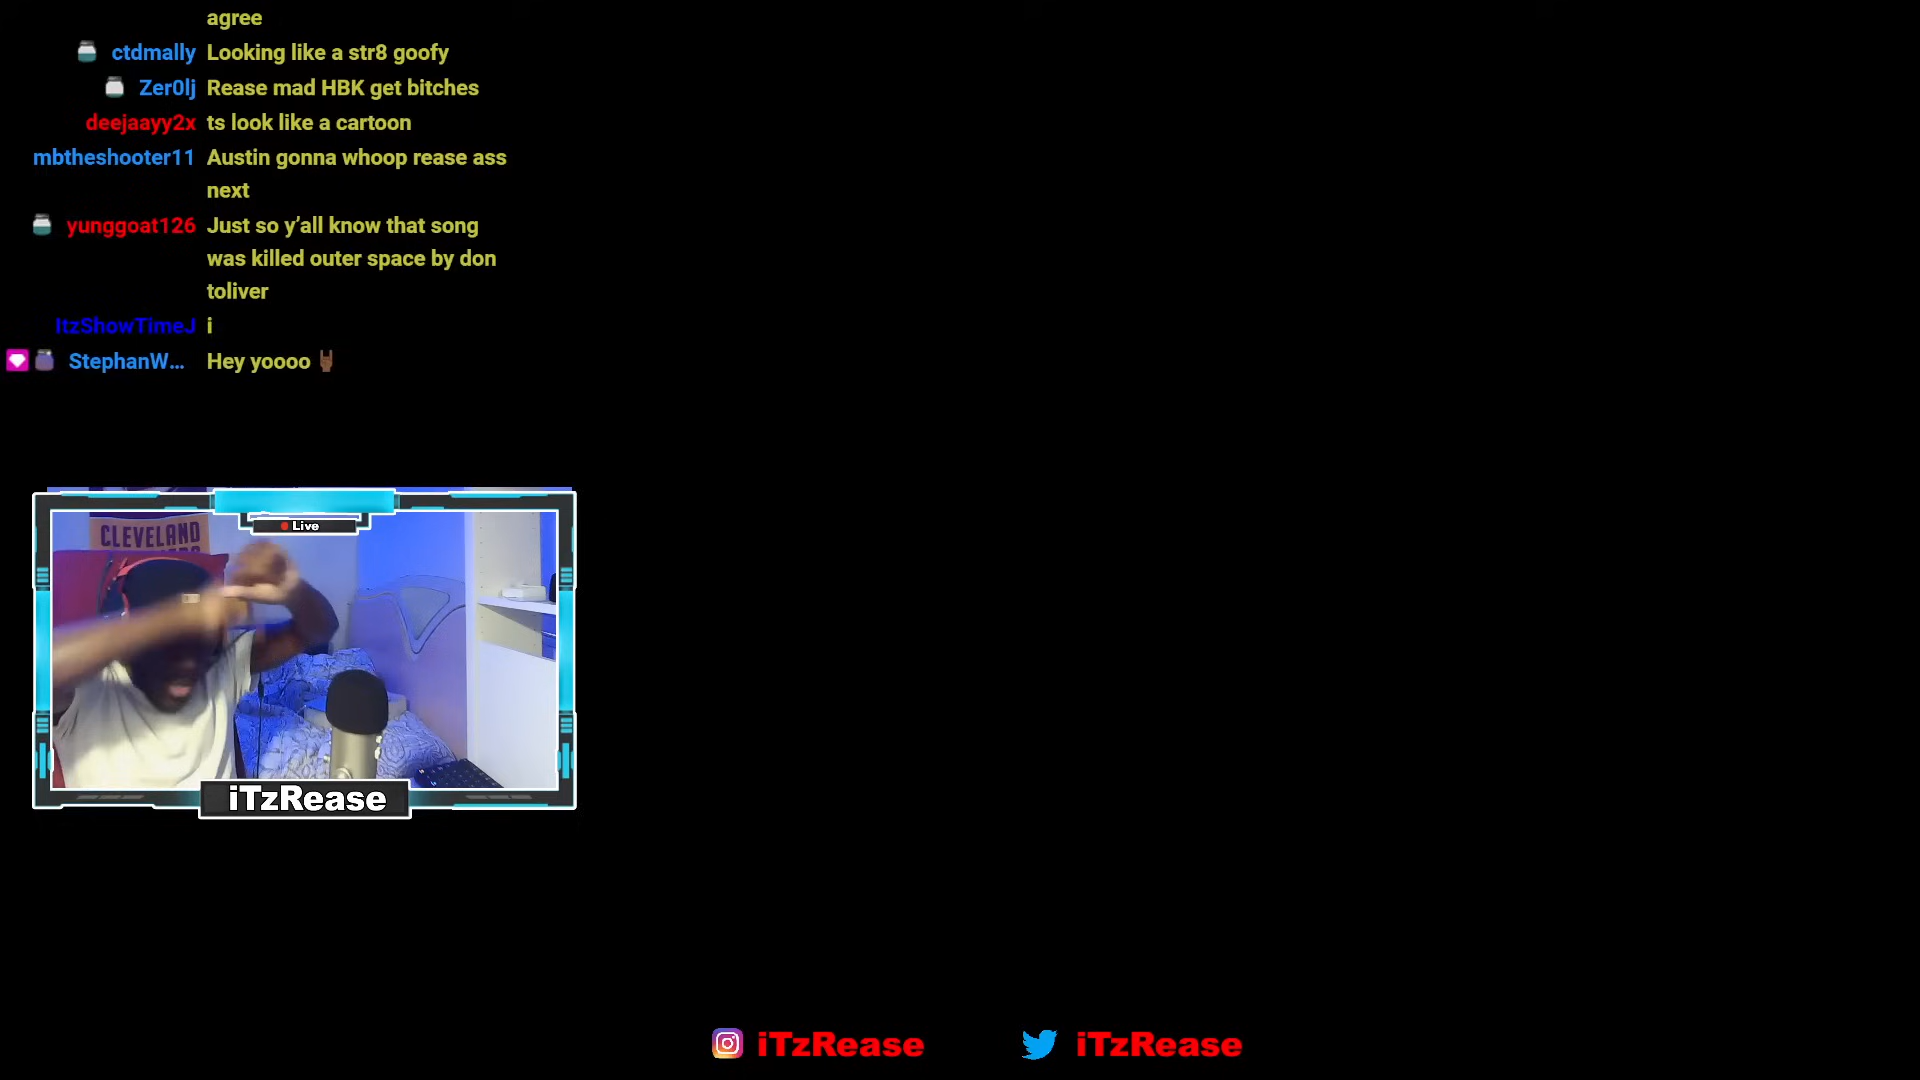 agree
ctdmally Looking like a str8 goofy
Zer0lj Rease mad HBK get bitches
deejaayy2x ts look like a cartoon
mbtheshooter11 Austin gonna whoop rease ass
next
yunggoat126 Just so y’all know that song
was killed outer space by don
toliver
ItzShowTimeJ i
StephanW... Hey yoooo 🤘🏾
Live
CLEVELAND
iTzRease
iTzRease iTzRease